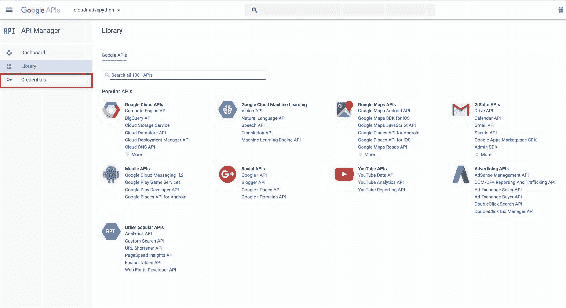 Google APIs
API API Manager
Library
Dashboard
Library
Credentials
Google APIs
Popular APIs
Google Cloud APIs
Compute Engine API
BigQuery API
Cloud Storage Service
Cloud Datastore API
Cloud Deployment Manager API
Cloud DNS API
More
Google Cloud Machine Learning
Vision API
Natural Language API
Speech API
Translation API
Machine Learning Engine API
Google Maps APIs
Google Maps Android API
Google Maps SDK for iOS
Google Maps JavaScript API
Google Places API for Android
Google Places API for iOS
Google Maps Roads API
More
G Suite APIs
Drive API
Calendar API
Gmail API
Sheets API
Google Apps Marketplace SDK
Admin SDK
More
Mobile APIs
Google Cloud Messaging
Google Play Game Services
Google Play Developer API
Google Places API for Android
Social APIs
Google+ API
Blogger API
Google+ Pages API
Google+ Domains API
YouTube APIs
YouTube Data API
YouTube Analytics API
YouTube Reporting API
Advertising APIs
AdSense Management API
DCM/DFA Reporting And Trafficking API
Ad Exchange Seller API
Ad Exchange Buyer API
DoubleClick Search API
DoubleClick Bid Manager API
API
Other popular APIs
Analytics API
Custom Search API
URL Shortener API
PageSpeed Insights API
Fusion Tables API
Web Fonts Developer API